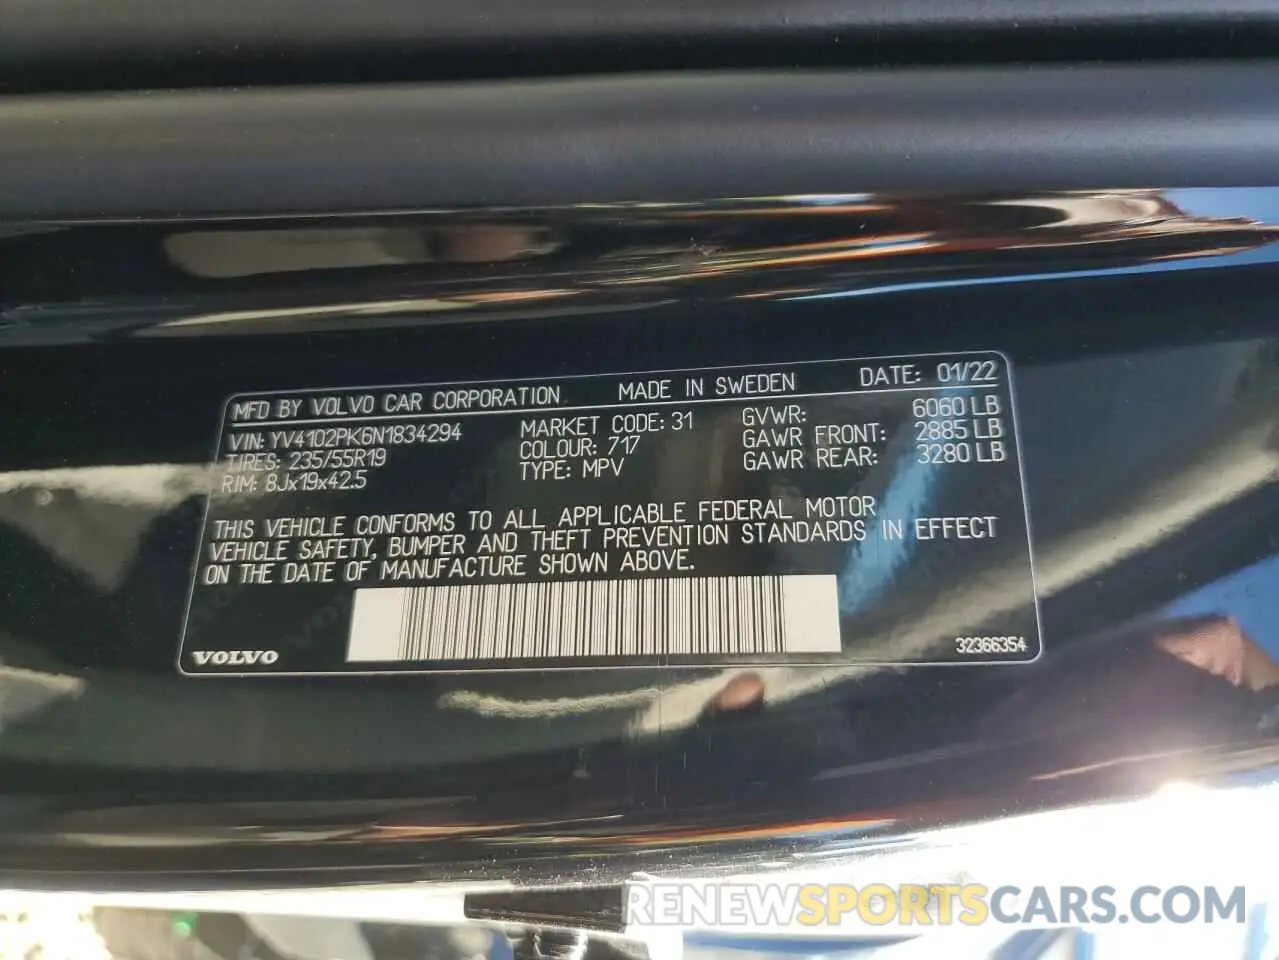 MFD BY VOLVO CAR CORPORATION MADE IN SWEDEN DATE: 01/22
VIN: YV4102PK6N1834294 MARKET CODE: 31 GVWR: 6060 LB
TIRES: 235/55R19 COLOUR: 717 GAWR FRONT: 2885 LB
RIM: 8Jx19x42.5 TYPE: MPV GAWR REAR: 3280 LB
THIS VEHICLE CONFORMS TO ALL APPLICABLE FEDERAL MOTOR
VEHICLE SAFETY, BUMPER AND THEFT PREVENTION STANDARDS IN EFFECT
ON THE DATE OF MANUFACTURE SHOWN ABOVE.
VOLVO 32366354
RENEWSPORTSCARS.COM